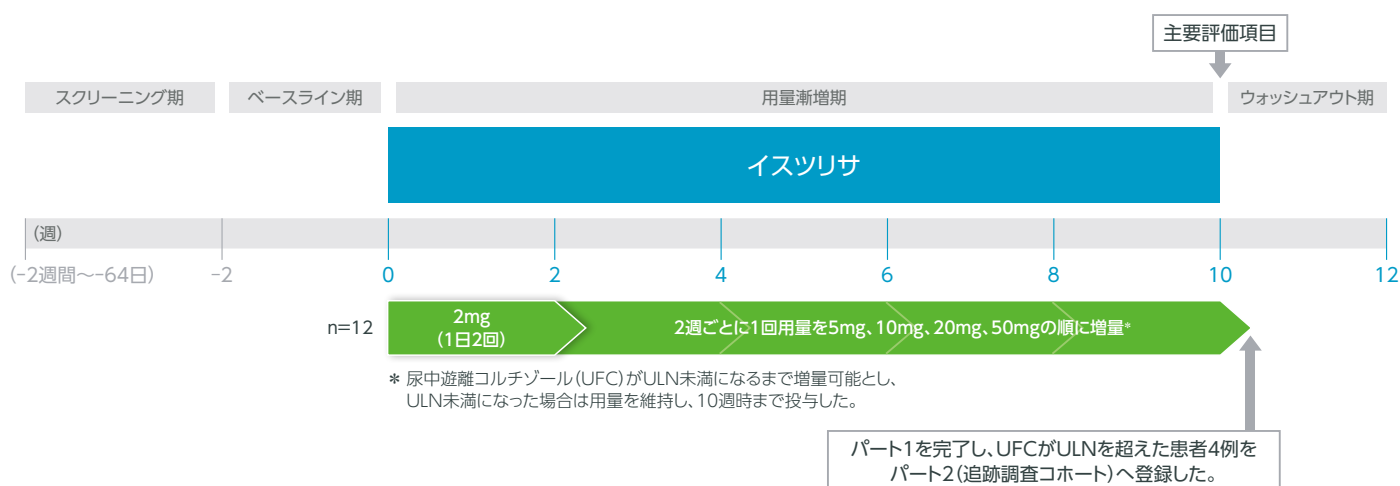 主要評価項目
スクリーニング期
ベースライン期
用量漸増期
ウォッシュアウト期
イスツリサ
(週)
(-2週間～-64日)
-2
0
2
4
6
8
10
12
n=12
2mg
(1日2回)
2週ごとに1回用量を5mg、10mg、20mg、50mgの順に増量*
* 尿中遊離コルチゾール(UFC)がULN未満になるまで増量可能とし、
ULN未満になった場合は用量を維持し、10週時まで投与した。
パート1を完了し、UFCがULNを超えた患者4例を
パート2(追跡調査コホート)へ登録した。